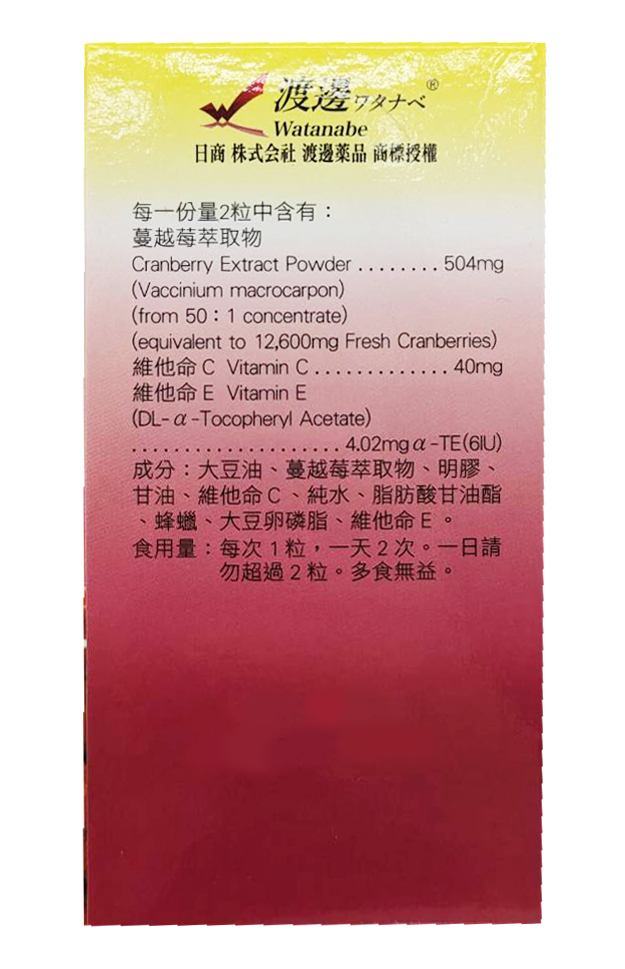 渡邊ワタナベ®
Watanabe
日商 株式会社 渡邊薬品 商標授權
每一份量2粒中含有：
蔓越莓萃取物
Cranberry Extract Powder ........ 504mg
(Vaccinium macrocarpon)
(from 50：1 concentrate)
(equivalent to 12,600mg Fresh Cranberries)
維他命 C Vitamin C ............. 40mg
維他命 E Vitamin E
(DL-α-Tocopheryl Acetate)
.................... 4.02mgα-TE(6IU)
成分：大豆油、蔓越莓萃取物、明膠、
甘油、維他命 C 、純水、脂肪酸甘油酯
、蜂蠟、大豆卵磷脂、維他命 E 。
食用量：每次 1 粒，一天 2 次。一日請
勿超過 2 粒。多食無益。